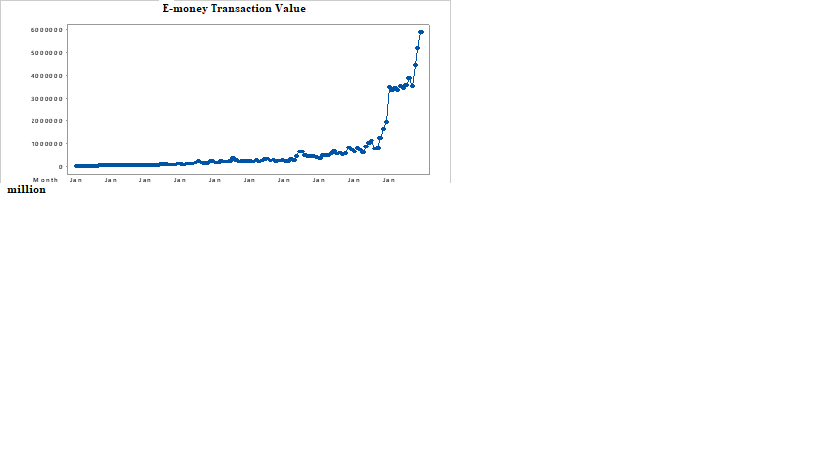 E-money Transaction Value
6000000
5000000
4000000
3000000
2000000
1000000
0
Month Jan Jan Jan Jan Jan Jan Jan Jan Jan Jan
million